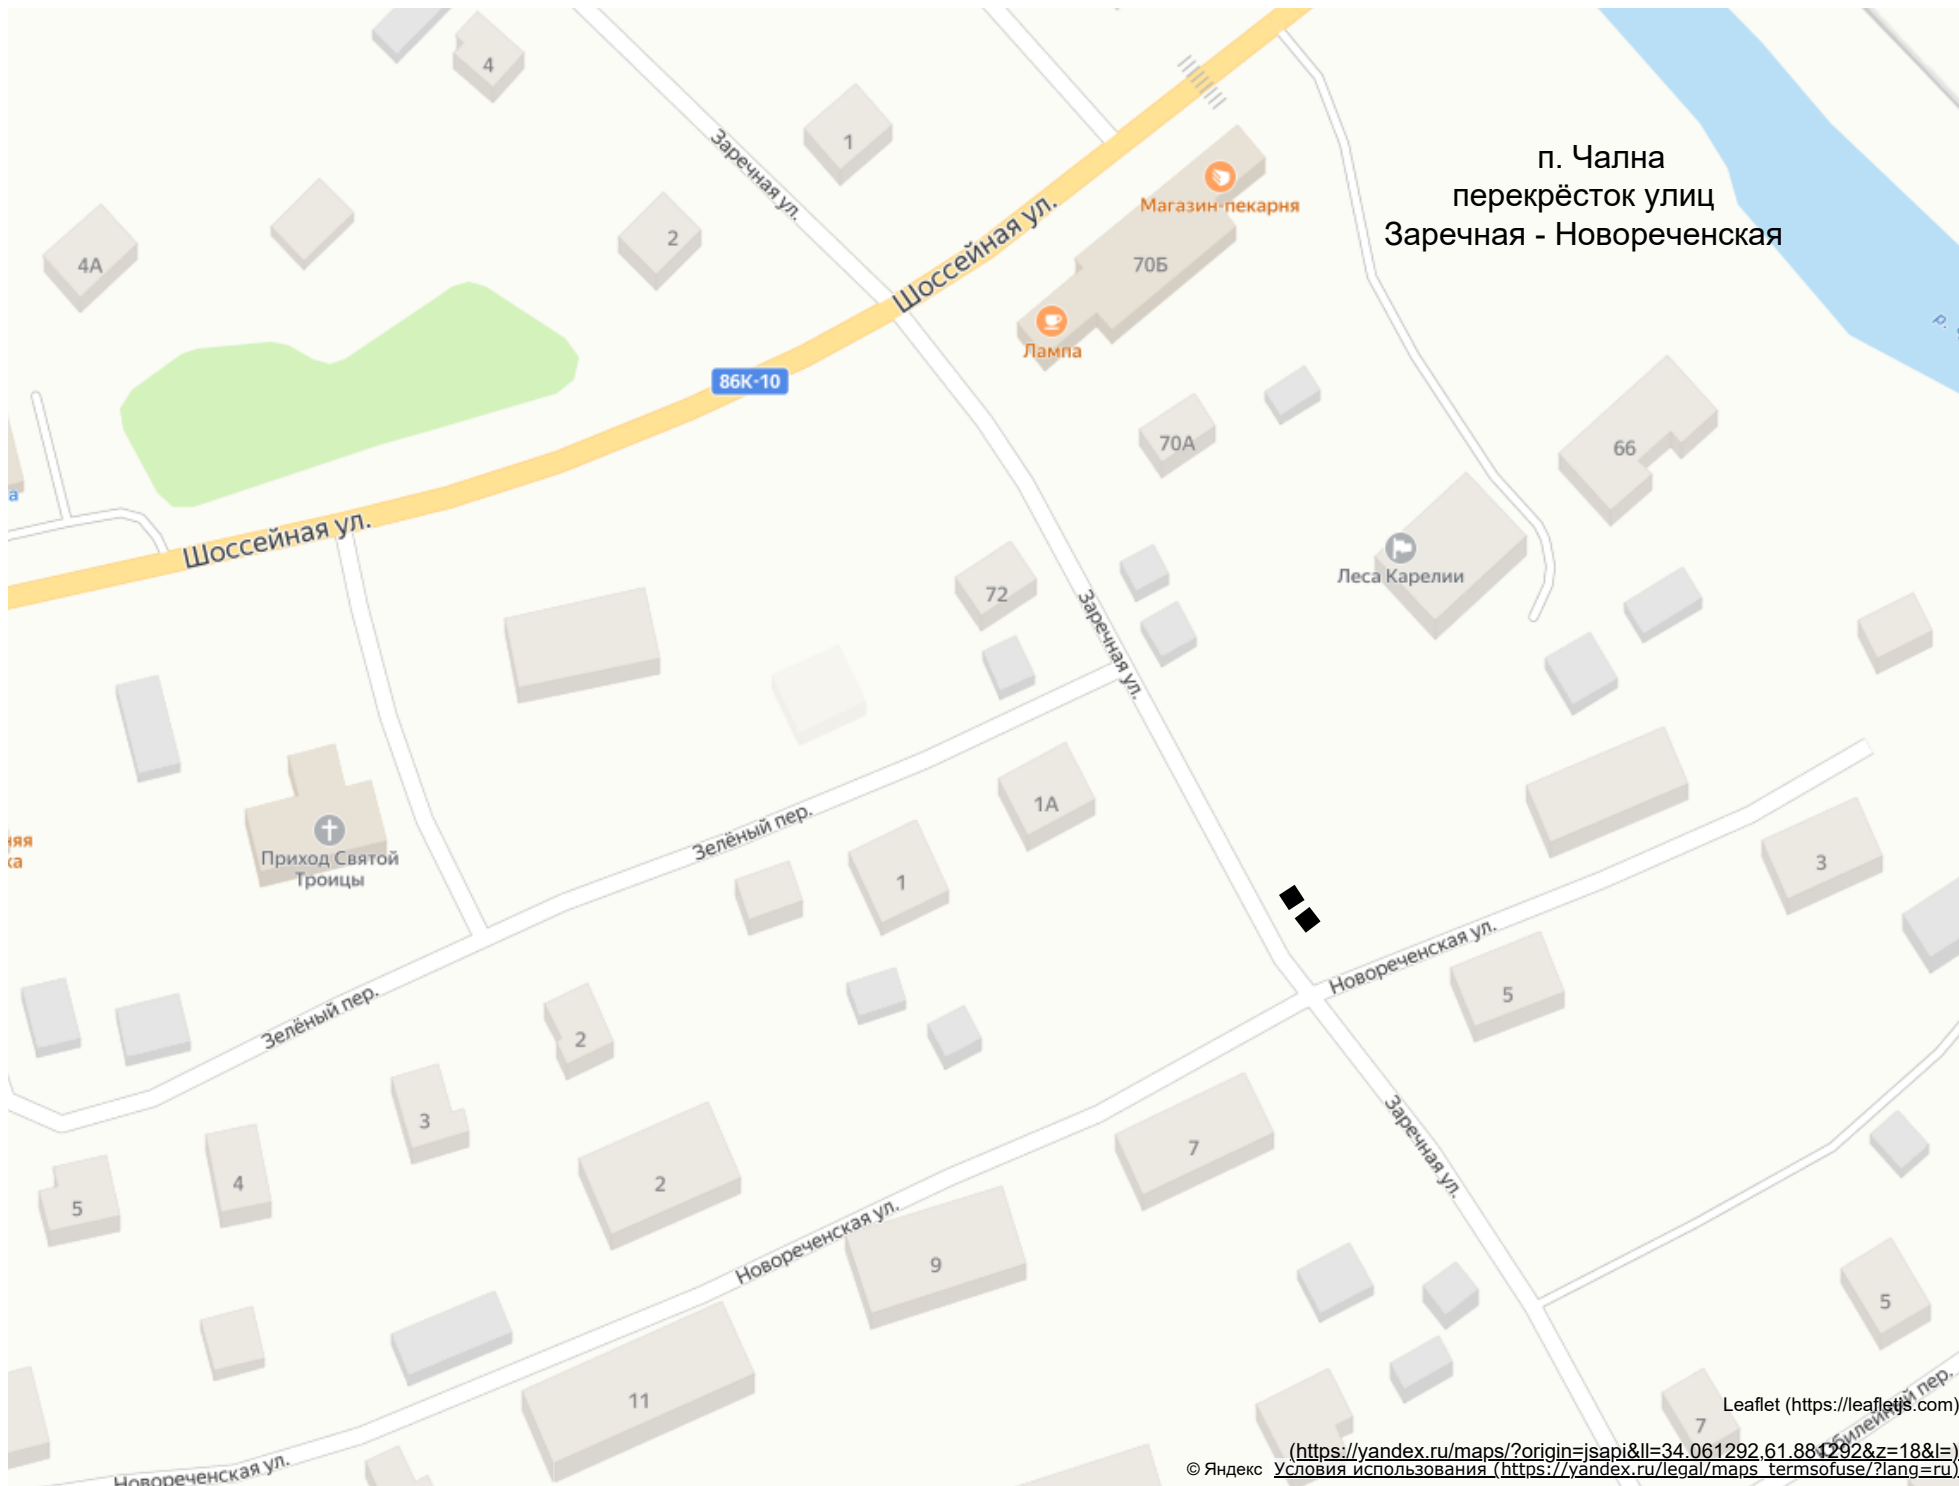 4
1
Заречная ул.
п. Чална
перекрёсток улиц
Заречная - Новореченская
Магазин-пекарня
Шоссейная ул.
2
4А
70Б
Лампа
86К-10
70А
66
а
Шоссейная ул.
Леса Карелии
72
Заречная ул.
1А
Зелёный пер.
Приход Святой
Троицы
1
3
Новореченская ул.
5
Зелёный пер.
2
3
Заречная ул.
7
4
2
5
Новореченская ул.
9
5
11
7
Юбилейный пер.
Leaflet (https://leafletjs.com)
Новореченская ул.
(https://yandex.ru/maps/?origin=jsapi&ll=34.061292,61.881292&z=18&l=)
© Яндекс Условия использования (https://yandex.ru/legal/maps_termsofuse/?lang=ru)